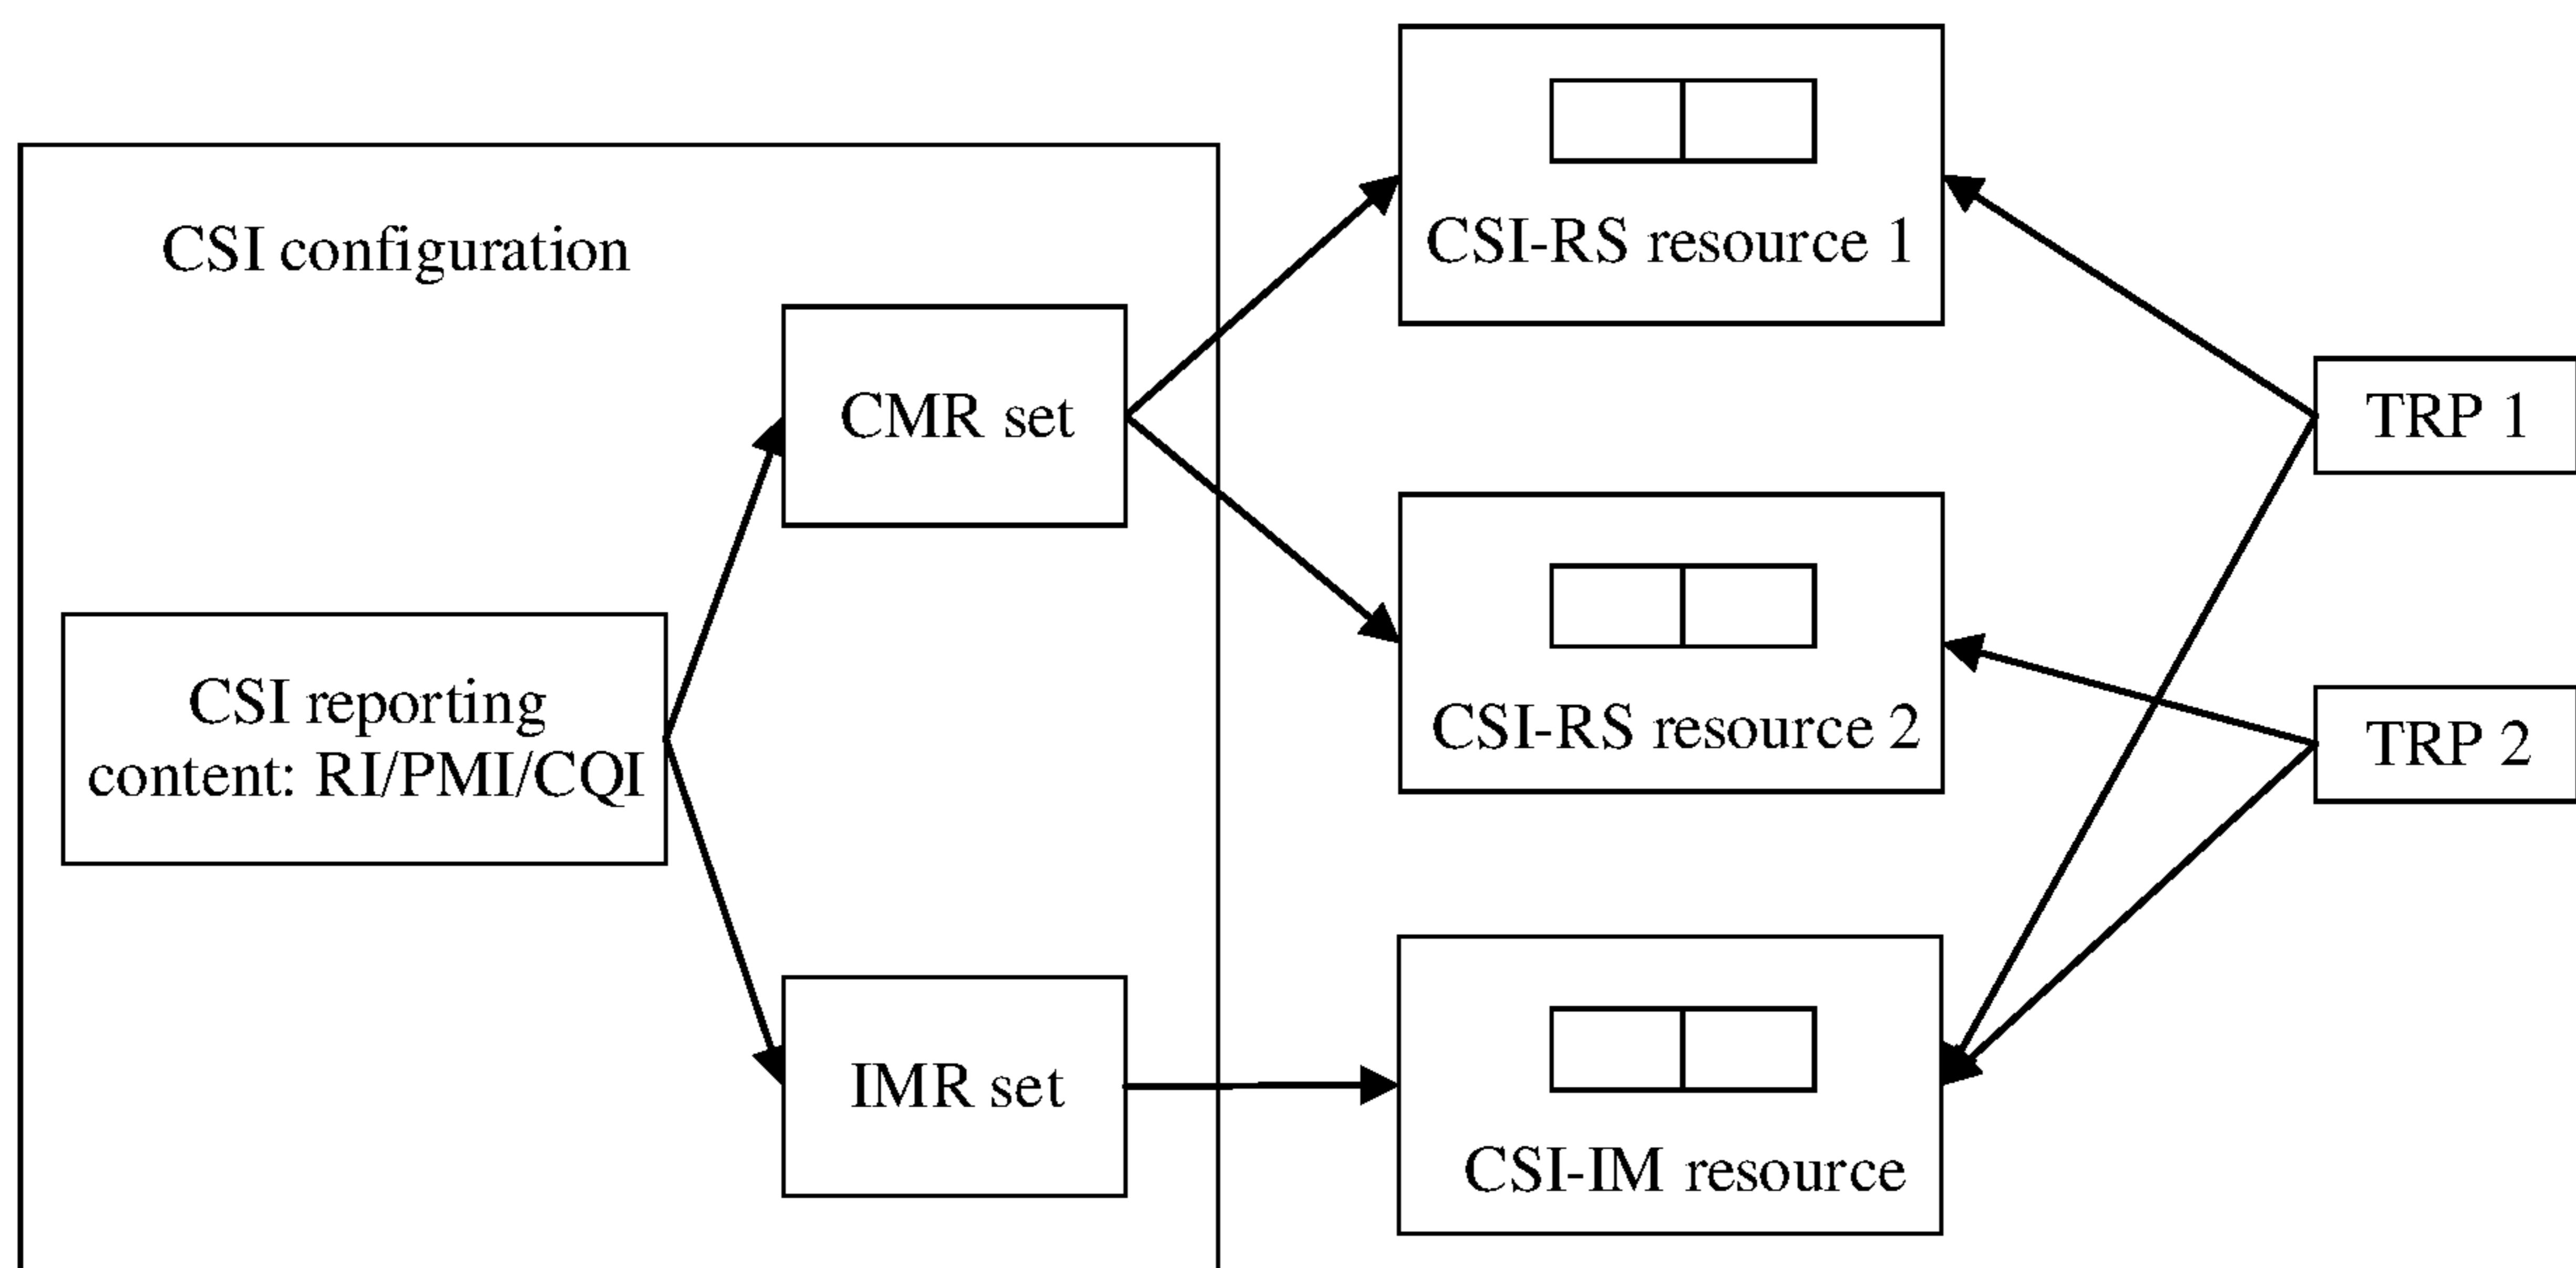 CSI configuration
CMR set
CSI reporting
content: RI/PMI/CQI
IMR set
CSI-RS resource 1
CSI-RS resource 2
CSI-IM resource
TRP 1
TRP 2